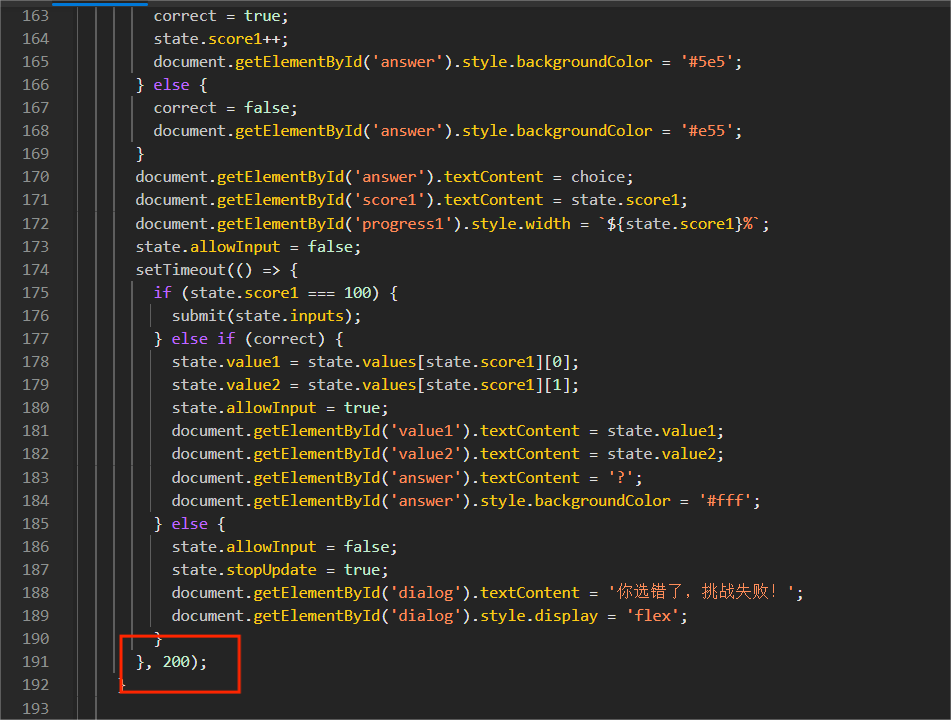 163 correct = true;
164 state.score1++;
165 document.getElementById('answer').style.backgroundColor = '#5e5';
166 } else {
167 correct = false;
168 document.getElementById('answer').style.backgroundColor = '#e55';
169 }
170 document.getElementById('answer').textContent = choice;
171 document.getElementById('score1').textContent = state.score1;
172 document.getElementById('progress1').style.width = `${state.score1}%`;
173 state.allowInput = false;
174 setTimeout(() => {
175 if (state.score1 === 100) {
176 submit(state.inputs);
177 } else if (correct) {
178 state.value1 = state.values[state.score1][0];
179 state.value2 = state.values[state.score1][1];
180 state.allowInput = true;
181 document.getElementById('value1').textContent = state.value1;
182 document.getElementById('value2').textContent = state.value2;
183 document.getElementById('answer').textContent = '?';
184 document.getElementById('answer').style.backgroundColor = '#fff';
185 } else {
186 state.allowInput = false;
187 state.stopUpdate = true;
188 document.getElementById('dialog').textContent = '你选错了，挑战失败！';
189 document.getElementById('dialog').style.display = 'flex';
190 }
191 }, 200);
192 }
193